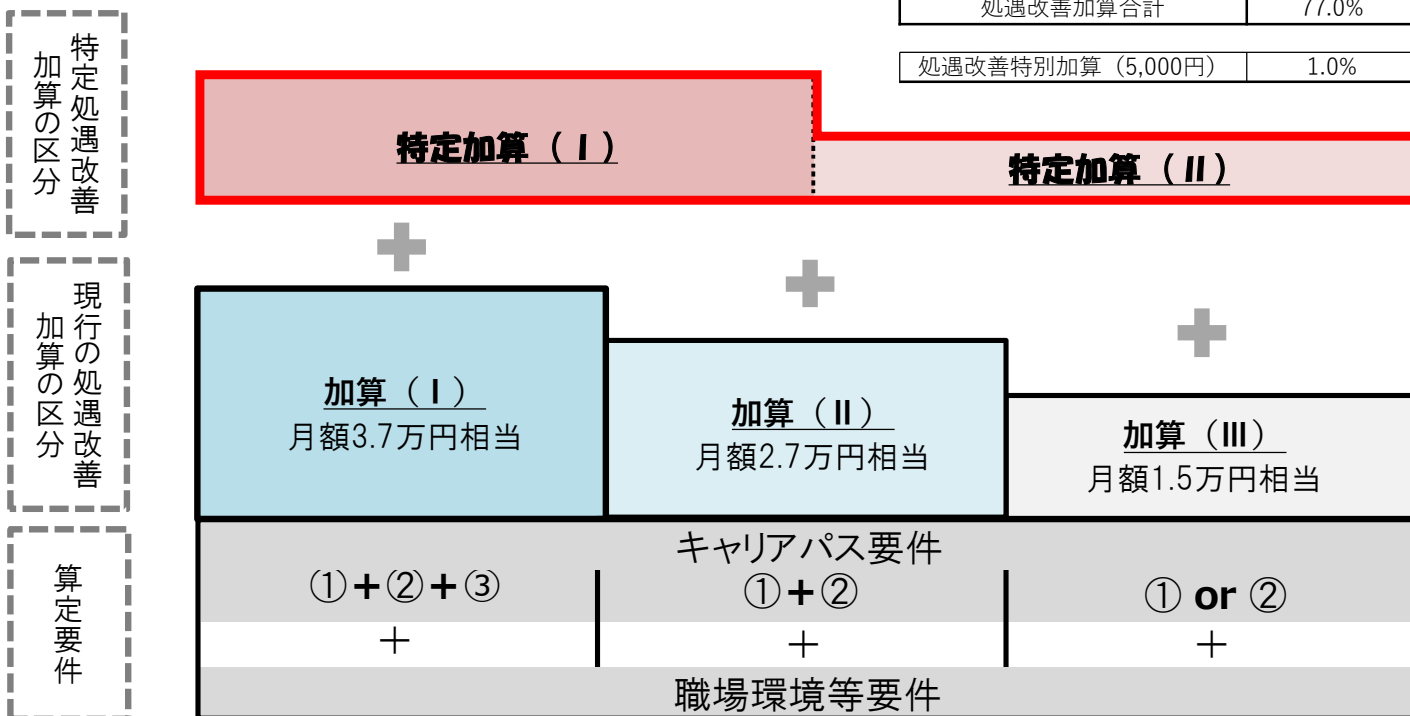 処遇改善加算合計 77.0%
処遇改善特別加算（5,000円） 1.0%
特定処遇改善
加算の区分
特定加算（Ⅰ）
特定加算（Ⅱ）
現行の処遇改善
加算の区分
加算（Ⅰ）
月額3.7万円相当
加算（Ⅱ）
月額2.7万円相当
加算（Ⅲ）
月額1.5万円相当
算定要件
キャリアパス要件
①+②+③
①+②
① or ②
＋
＋
＋
職場環境等要件